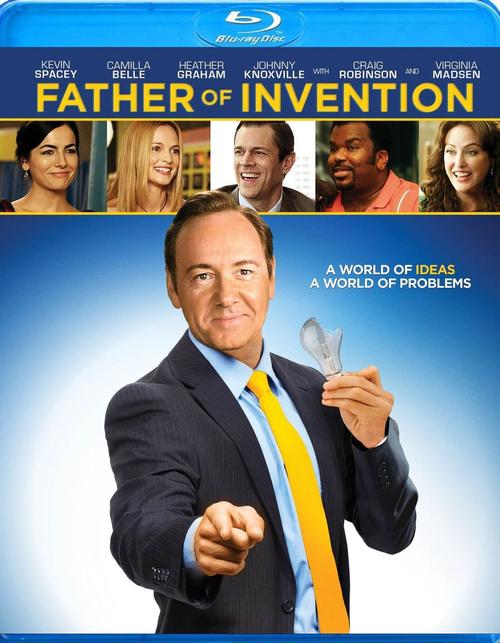 Blu-ray Disc
KEVIN SPACEY
CAMILLA BELLE
HEATHER GRAHAM
JOHNNY KNOXVILLE
WITH
CRAIG ROBINSON
AND
VIRGINIA MADSEN
FATHER OF INVENTION
A WORLD OF IDEAS
A WORLD OF PROBLEMS